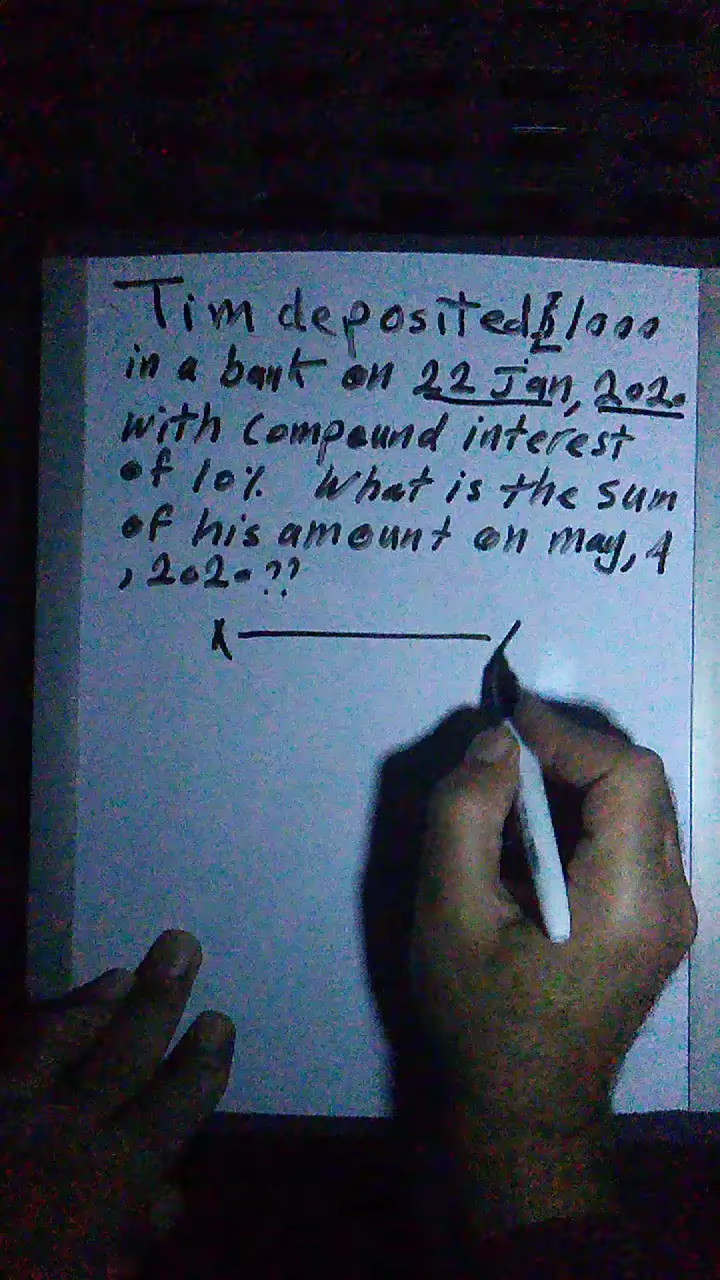 Tim deposited $1000
in a bank on 22 Jan, 2020
with compound interest
of 10% What is the sum
of his amount on may, 4
, 2020 ??